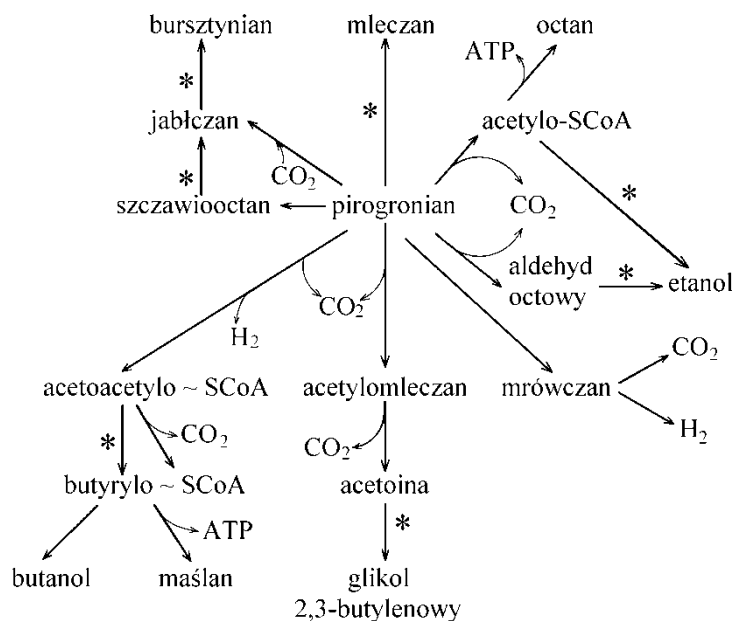 bursztynian mleczan octan
ATP
*
jabłczan * acetylo-SCoA
CO₂
* *
szczawiooctan pirogronian CO₂
aldehyd
octowy * etanol
CO₂
H₂ CO₂
acetoacetylo ~ SCoA acetylomleczan mrówczan
* CO₂ CO₂ H₂
butyrylo ~ SCoA acetoina
ATP *
butanol maślan glikol
2,3-butylenowy